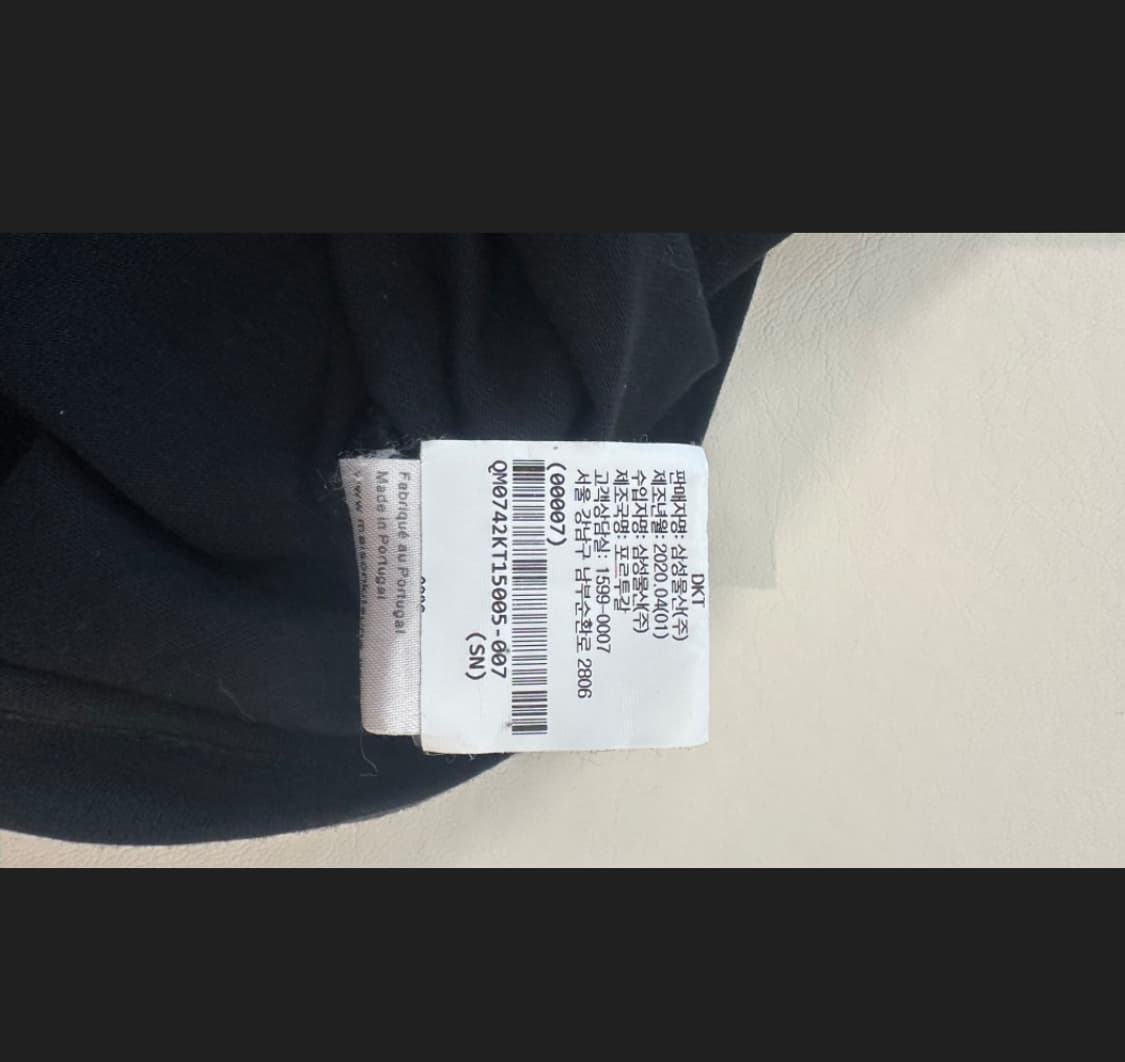 DKT
판매자명: 삼성물산(주)
제조년월: 2020.04(01)
수입자명: 삼성물산(주)
제조국명: 포르투갈
고객상담실: 1599-0007
서울 강남구 남부순환로 2806
(00007)
QM0742KT15005-007
(SN)
Fabriqué au Portugal
Made in Portugal